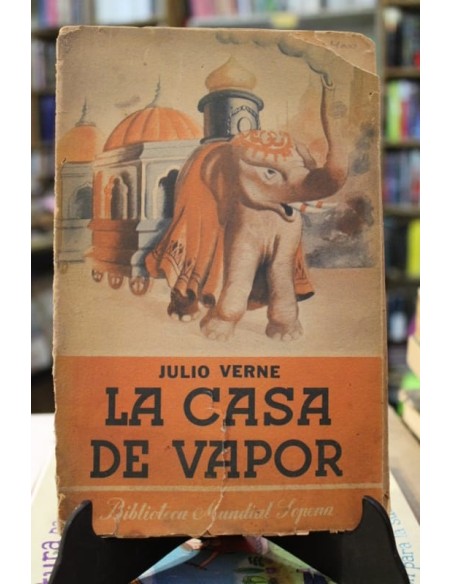 JULIO VERNE
LA CASA
DE VAPOR
Biblioteca Mundial Sopena